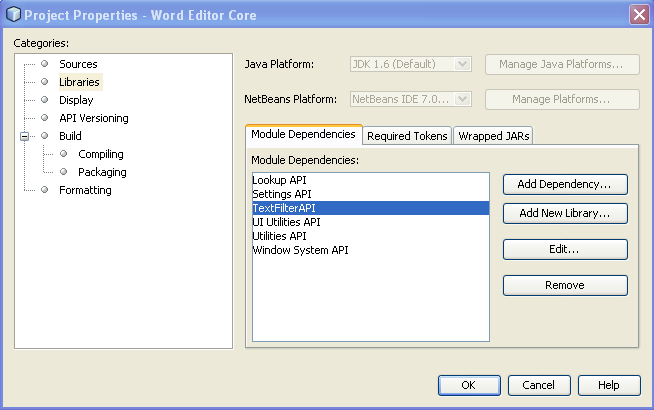 Project Properties - Word Editor Core
Categories:
Sources
Libraries
Display
API Versioning
Build
Compiling
Packaging
Formatting
Java Platform:
JDK 1.6 (Default)
Manage Java Platforms...
NetBeans Platform:
NetBeans IDE 7.0...
Manage Platforms...
Module Dependencies
Required Tokens
Wrapped JARs
Module Dependencies:
Lookup API
Settings API
TextFilterAPI
UI Utilities API
Utilities API
Window System API
Add Dependency...
Add New Library...
Edit...
Remove
OK
Cancel
Help